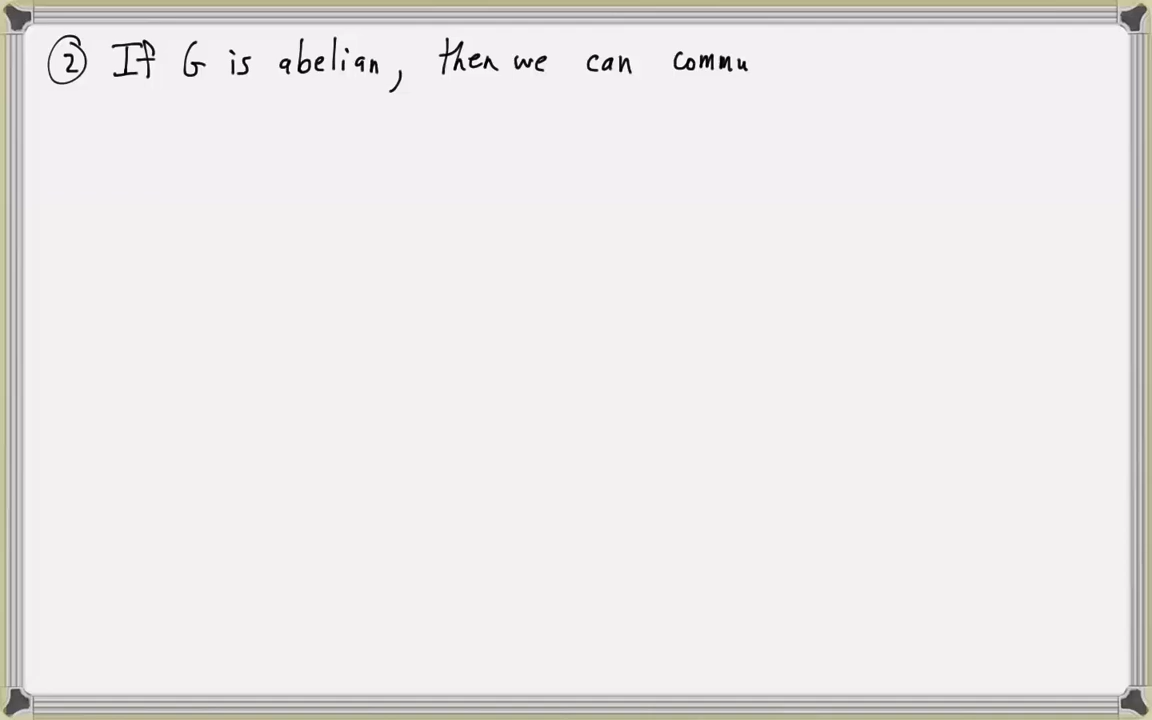 ② If G is abelian, then we can commu